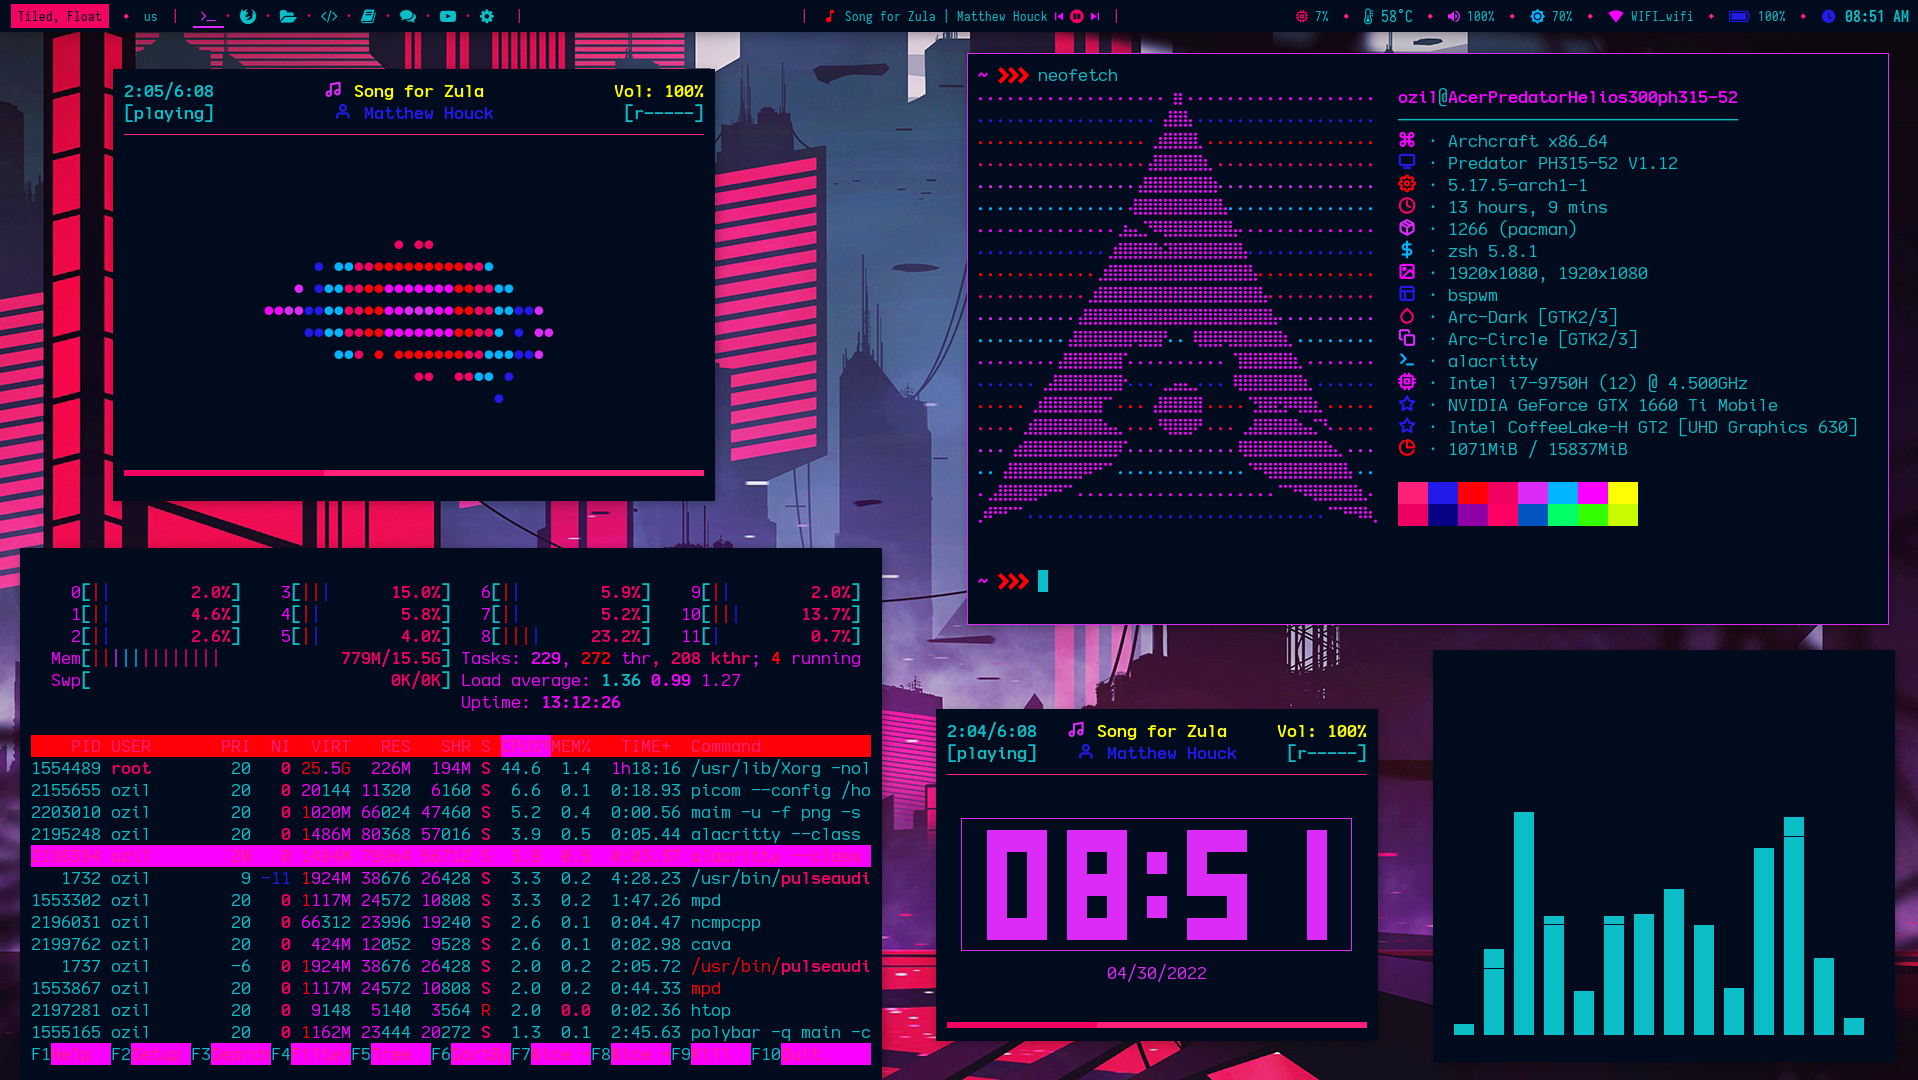 Tiled, Float us Song for Zula | Matthew Houck 7% 58°C 100% 70% WIFI_wifi 100% 08:51 AM
2:05/6:08 Song for Zula Vol: 100%
[playing] Matthew Houck [r-----]
~ neofetch
ozil@AcerPredatorHelios300ph315-52
· Archcraft x86_64
· Predator PH315-52 V1.12
· 5.17.5-arch1-1
· 13 hours, 9 mins
· 1266 (pacman)
· zsh 5.8.1
· 1920x1080, 1920x1080
· bspwm
· Arc-Dark [GTK2/3]
· Arc-Circle [GTK2/3]
· alacritty
· Intel i7-9750H (12) @ 4.500GHz
· NVIDIA GeForce GTX 1660 Ti Mobile
· Intel CoffeeLake-H GT2 [UHD Graphics 630]
· 1071MiB / 15837MiB
~
0[|| 2.0%] 3[||| 15.0%] 6[|| 5.9%] 9[|| 2.0%]
1[|| 4.6%] 4[|| 5.8%] 7[|| 5.2%] 10[||| 13.7%]
2[|| 2.6%] 5[|| 4.0%] 8[|||| 23.2%] 11[| 0.7%]
Mem[||||||||||||| 779M/15.5G] Tasks: 229, 272 thr, 208 kthr; 4 running
Swp[ 0K/0K] Load average: 1.36 0.99 1.27
Uptime: 13:12:26
PID USER PRI NI VIRT RES SHR S MEM% TIME+ Command
1554489 root 20 0 25.5G 226M 194M S 44.6 1.4 1h18:16 /usr/lib/Xorg -nol
2155655 ozil 20 0 20144 11320 6160 S 6.6 0.1 0:18.93 picom --config /ho
2203010 ozil 20 0 1020M 66024 47460 S 5.2 0.4 0:00.56 maim -u -f png -s
2195248 ozil 20 0 1486M 80368 57016 S 3.9 0.5 0:05.44 alacritty --class
ozil 20 0 S 3.9 0.5 alacritty --class
1732 ozil 9 -11 1924M 38676 26428 S 3.3 0.2 4:28.23 /usr/bin/pulseaudi
1553302 ozil 20 0 1117M 24572 10808 S 3.3 0.2 1:47.26 mpd
2196031 ozil 20 0 66312 23996 19240 S 2.6 0.1 0:04.47 ncmpcpp
2199762 ozil 20 0 424M 12052 9528 S 2.6 0.1 0:02.98 cava
1737 ozil -6 0 1924M 38676 26428 S 2.0 0.2 2:05.72 /usr/bin/pulseaudi
1553867 ozil 20 0 1117M 24572 10808 S 2.0 0.2 0:44.33 mpd
2197281 ozil 20 0 9148 5140 3564 R 2.0 0.0 0:02.36 htop
1555165 ozil 20 0 1162M 23444 20272 S 1.3 0.1 2:45.63 polybar -q main -c
F1Help F2Setup F3Search F4Filter F5Tree F6SortBy F7Nice - F8Nice + F9Kill F10Quit
2:04/6:08 Song for Zula Vol: 100%
[playing] Matthew Houck [r-----]
08:51
04/30/2022